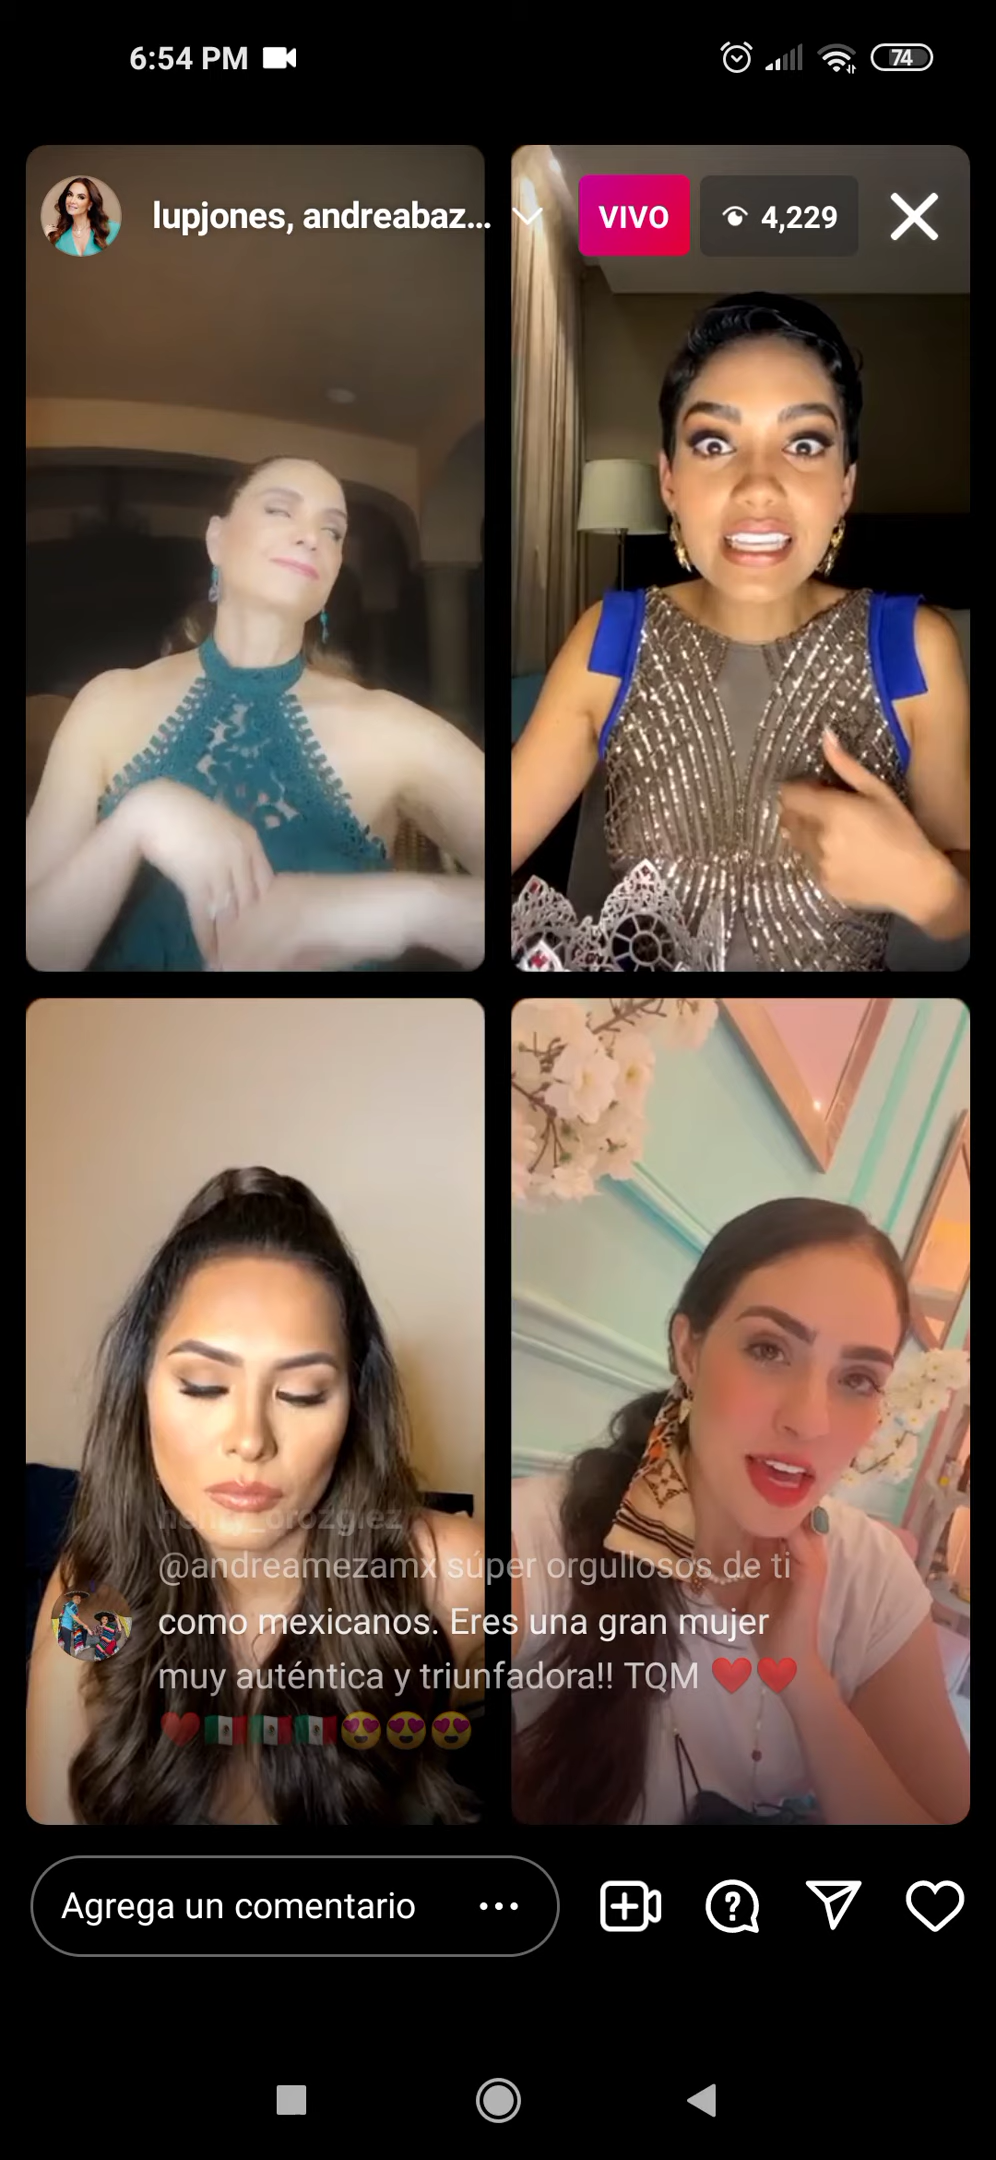 6:54 PM
74
lupjones, andreabaz...
VIVO
4,229
@andreamezamx súper orgullosos de ti
como mexicanos. Eres una gran mujer
muy auténtica y triunfadora!! TQM ❤️❤️
❤️🇲🇽🇲🇽🇲🇽😍😍😍
Agrega un comentario